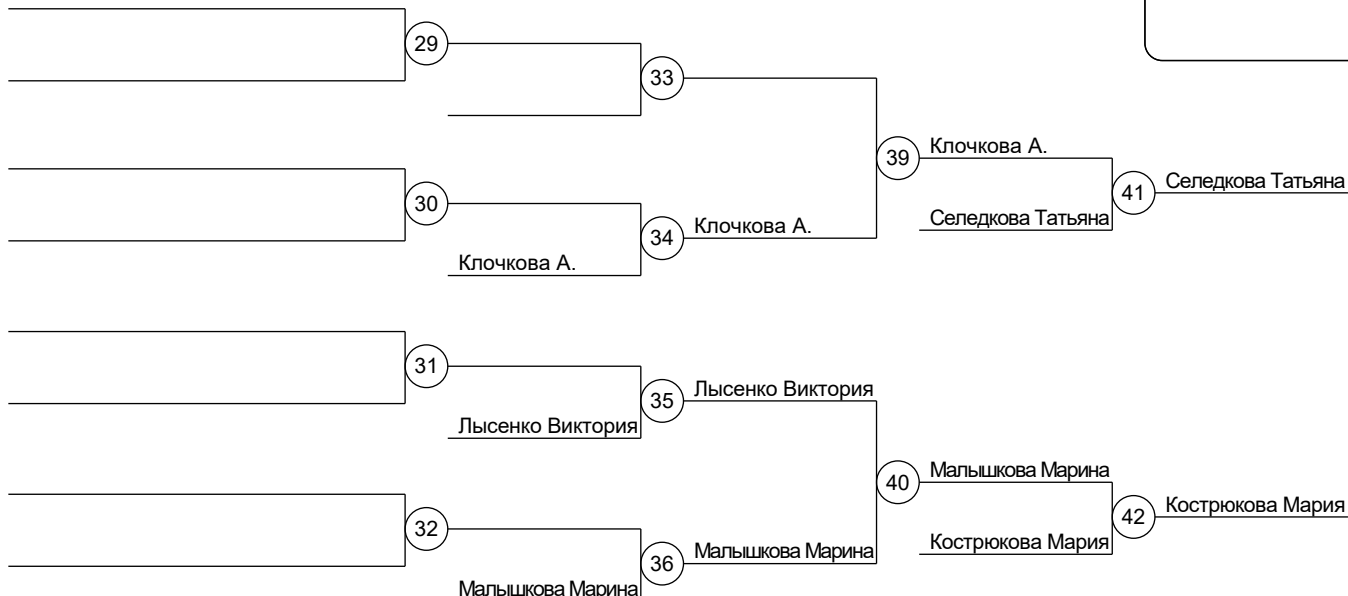 29
33
Клочкова А.
39
Селедкова Татьяна
41
30
Клочкова А.
Селедкова Татьяна
34
Клочкова А.
31
Лысенко Виктория
35
Лысенко Виктория
Малышкова Марина
40
Кострюкова Мария
42
32
Малышкова Марина
Кострюкова Мария
36
Малышкова Марина